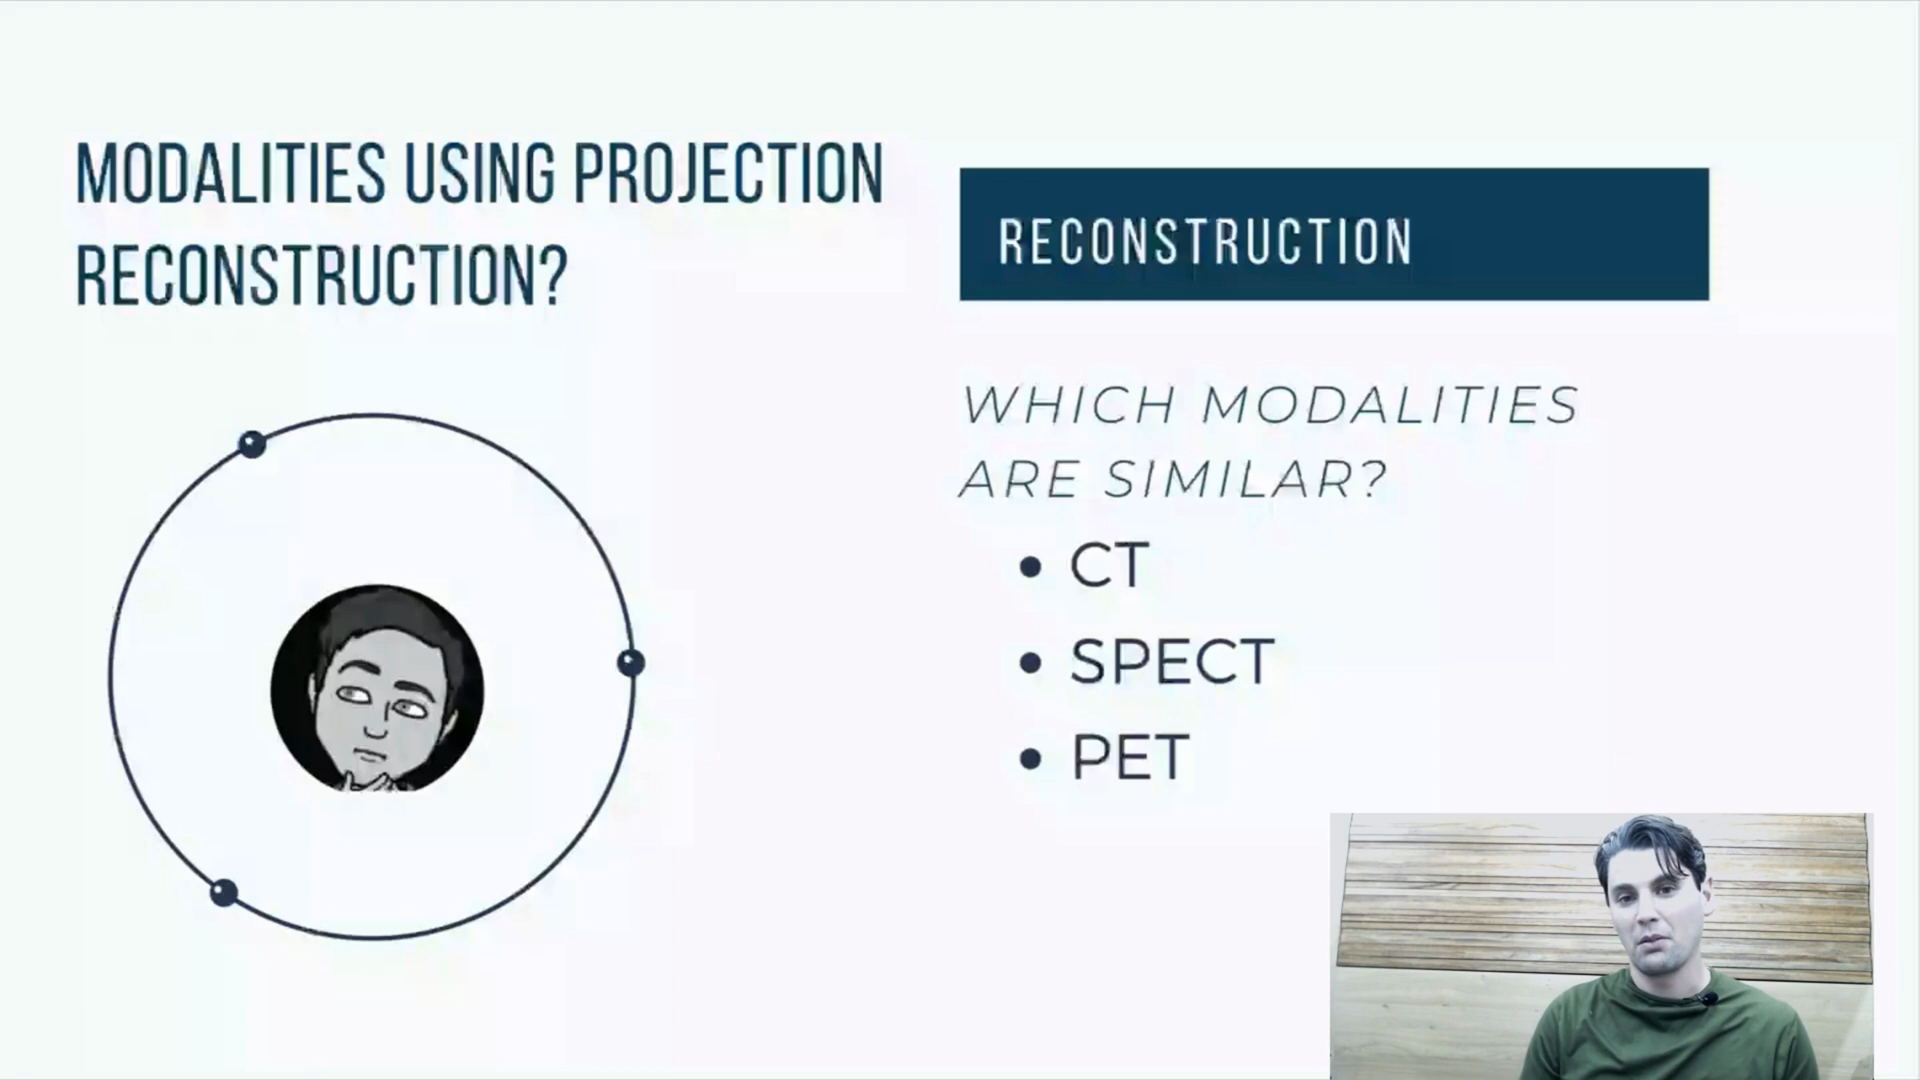 MODALITIES USING PROJECTION
RECONSTRUCTION?
RECONSTRUCTION
WHICH MODALITIES
ARE SIMILAR?
• CT
• SPECT
• PET